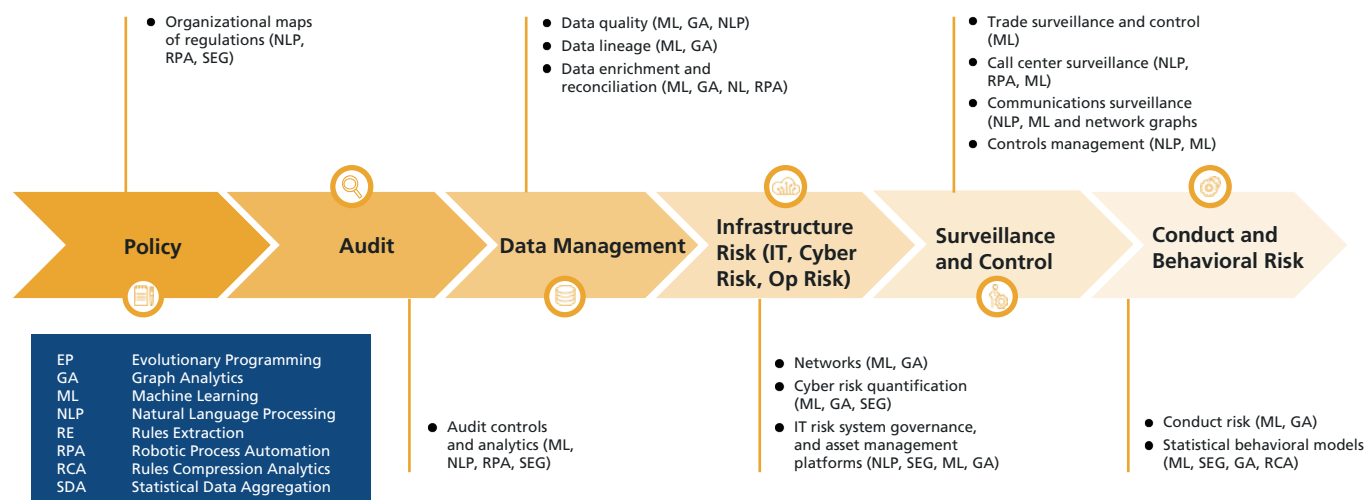 ● Organizational maps
of regulations (NLP,
RPA, SEG)
● Data quality (ML, GA, NLP)
● Data lineage (ML, GA)
● Data enrichment and
reconciliation (ML, GA, NL, RPA)
● Trade surveillance and control
(ML)
● Call center surveillance (NLP,
RPA, ML)
● Communications surveillance
(NLP, ML and network graphs
● Controls management (NLP, ML)
Policy
Audit
Data Management
Infrastructure
Risk (IT, Cyber
Risk, Op Risk)
Surveillance
and Control
Conduct and
Behavioral Risk
EP Evolutionary Programming
GA Graph Analytics
ML Machine Learning
NLP Natural Language Processing
RE Rules Extraction
RPA Robotic Process Automation
RCA Rules Compression Analytics
SDA Statistical Data Aggregation
● Audit controls
and analytics (ML,
NLP, RPA, SEG)
● Networks (ML, GA)
● Cyber risk quantification
(ML, GA, SEG)
● IT risk system governance,
and asset management
platforms (NLP, SEG, ML, GA)
● Conduct risk (ML, GA)
● Statistical behavioral models
(ML, SEG, GA, RCA)